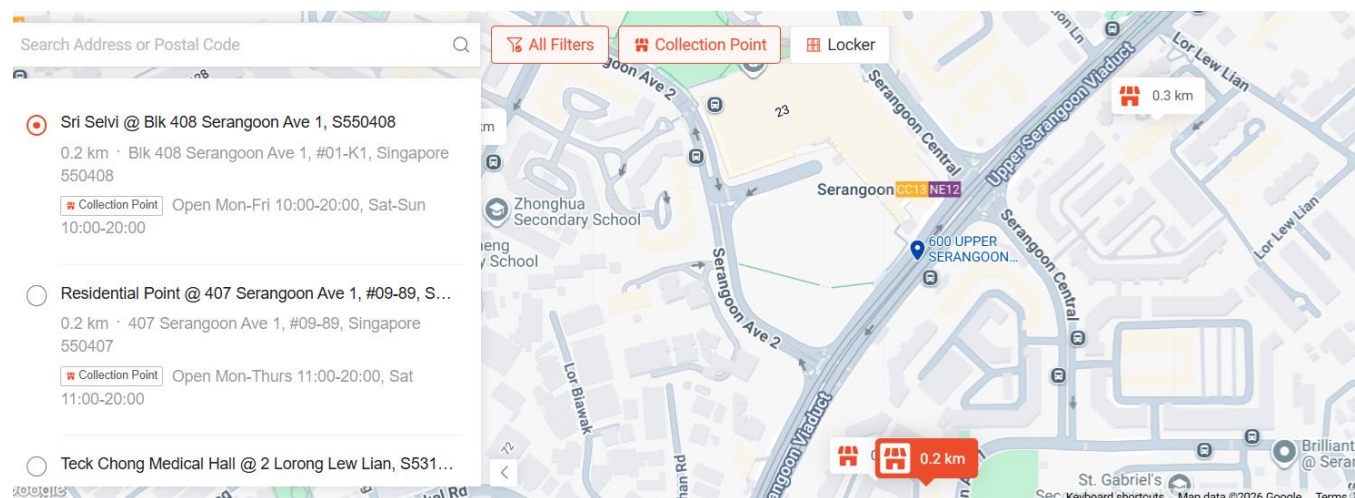 Search Address or Postal Code
All Filters
Collection Point
Locker
Sri Selvi @ Blk 408 Serangoon Ave 1, S550408
0.2 km · Blk 408 Serangoon Ave 1, #01-K1, Singapore
550408
Collection Point Open Mon-Fri 10:00-20:00, Sat-Sun
10:00-20:00
Residential Point @ 407 Serangoon Ave 1, #09-89, S...
0.2 km · 407 Serangoon Ave 1, #09-89, Singapore
550407
Collection Point Open Mon-Thurs 11:00-20:00, Sat
11:00-20:00
Teck Chong Medical Hall @ 2 Lorong Lew Lian, S531...
km
goon Ave 2
23
Serangoon Central
Upper Serangoon Viaduct
Lor Lew Lian
0.3 km
Serangoon CC13 NE12
Zhonghua
Secondary School
School
600 UPPER
SERANGOON...
Serangoon Central
Lor Lew Lian
Serangoon Ave 2
Lor Biawak
72
0.2 km
Brilliant
@ Sera
St. Gabriel's
Sec
Keyboard shortcuts
Map data ©2026 Google
Terms